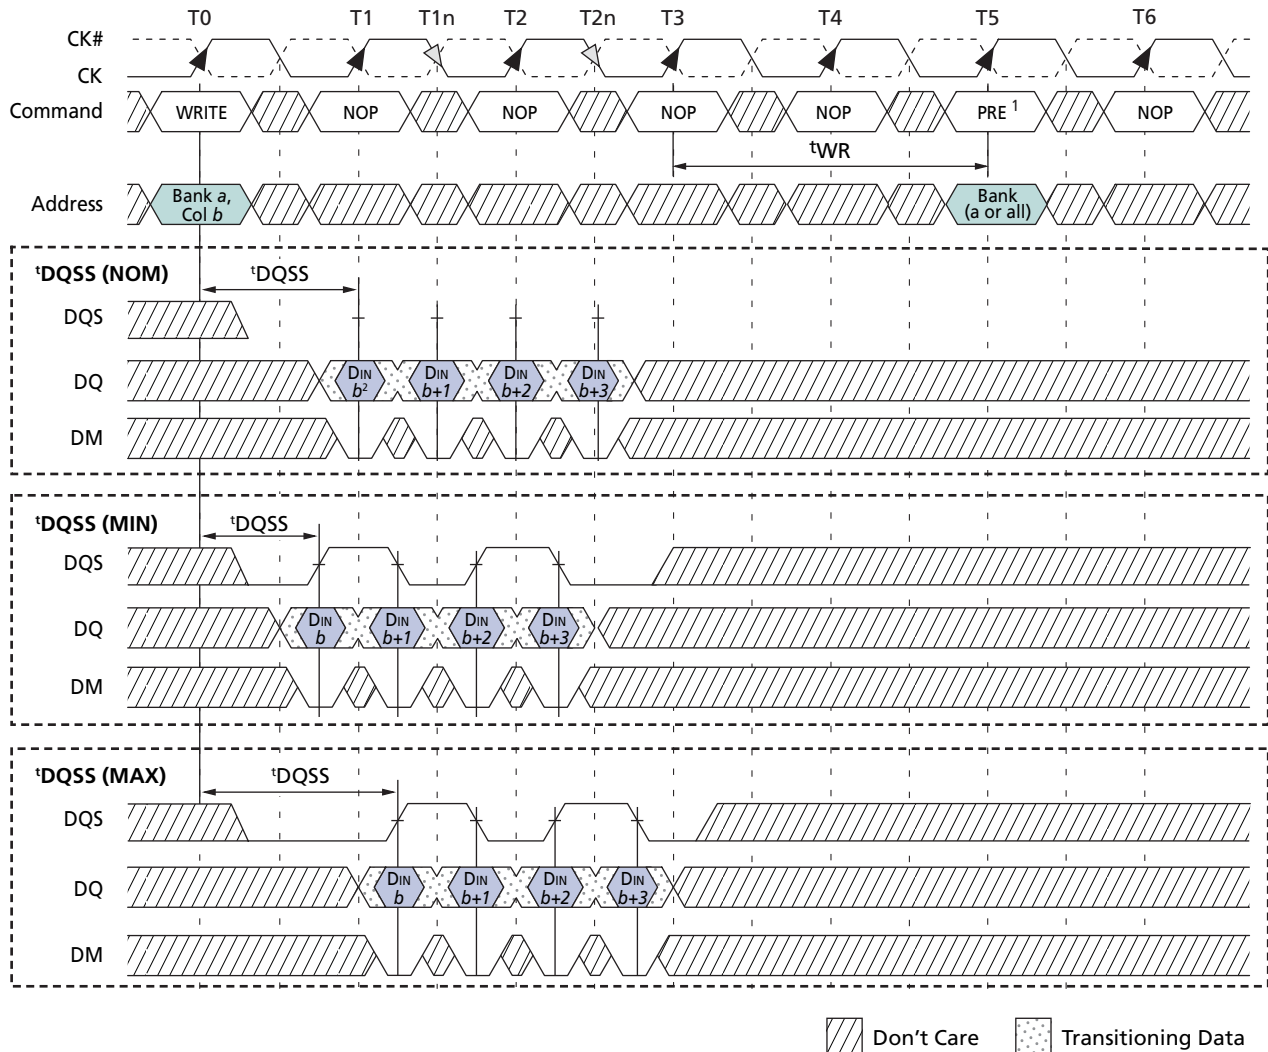 T0 T1 T1n T2 T2n T3 T4 T5 T6
CK#
CK
Command WRITE NOP NOP NOP NOP PRE 1 NOP
tWR
Address Bank a, Col b Bank (a or all)
tDQSS (NOM) tDQSS
DQS
DQ DIN b2 DIN b+1 DIN b+2 DIN b+3
DM
tDQSS (MIN) tDQSS
DQS
DQ DIN b DIN b+1 DIN b+2 DIN b+3
DM
tDQSS (MAX) tDQSS
DQS
DQ DIN b DIN b+1 DIN b+2 DIN b+3
DM
Don't Care Transitioning Data